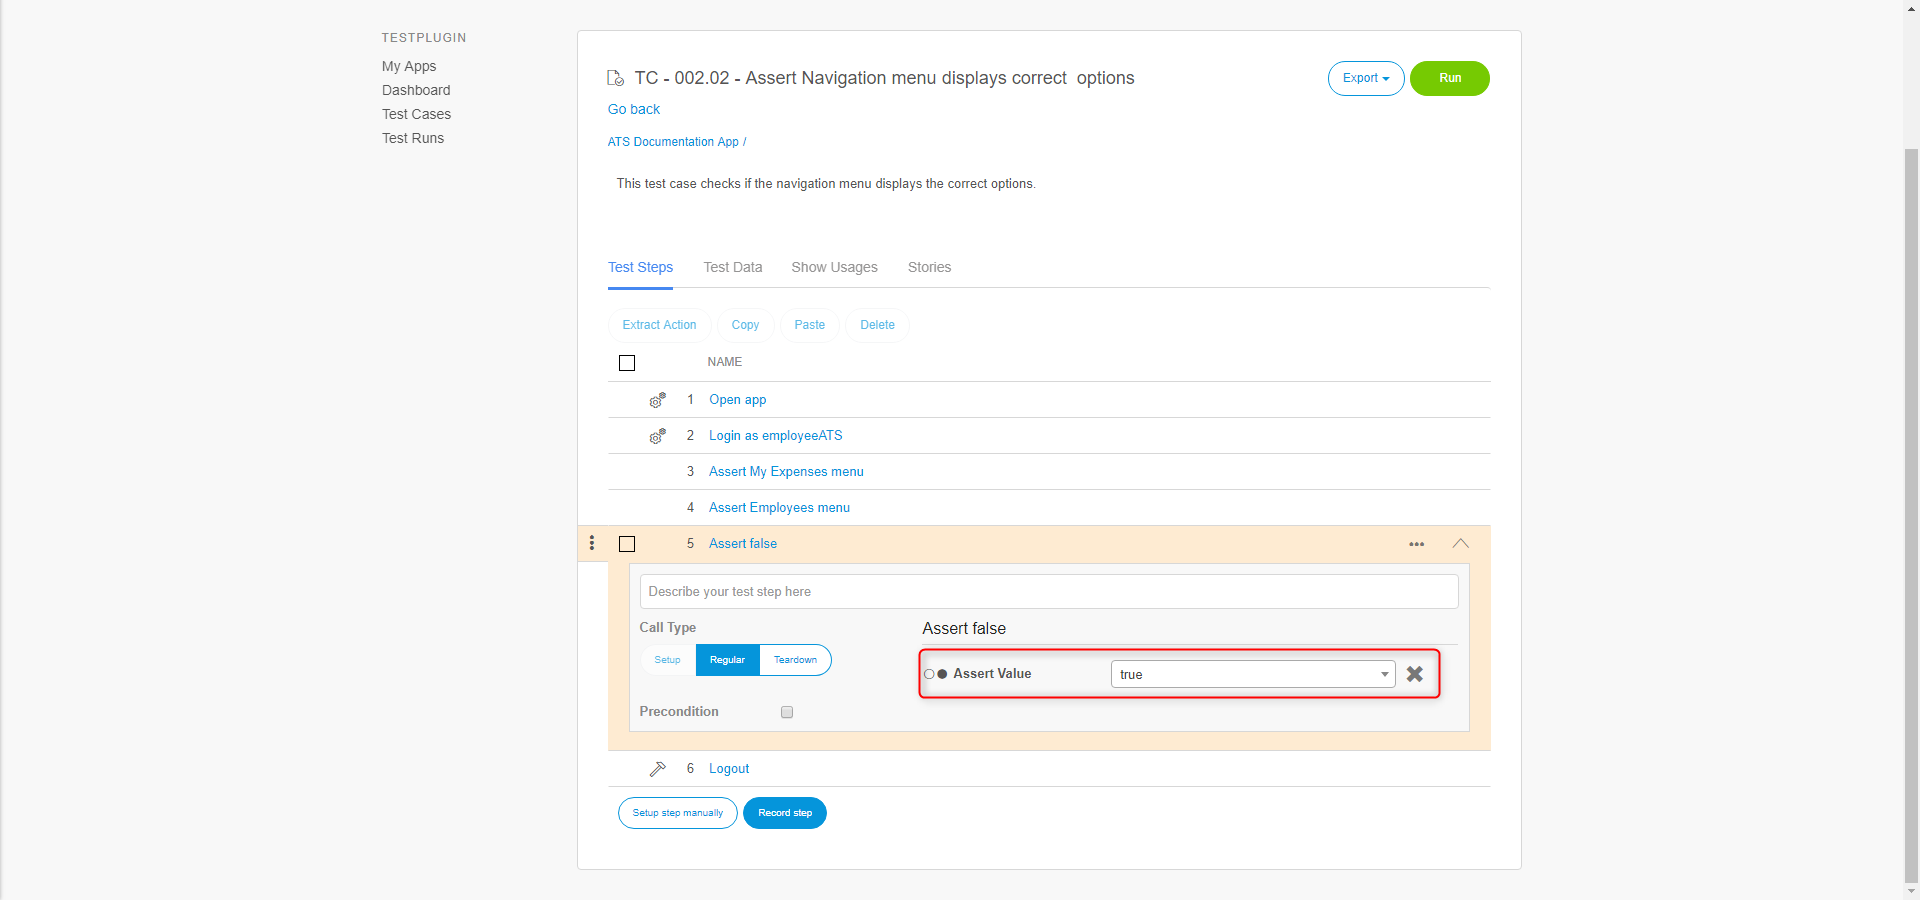 TESTPLUGIN
My Apps
Dashboard
Test Cases
Test Runs
TC - 002.02 - Assert Navigation menu displays correct  options
Export
Run
Go back
ATS Documentation App /
This test case checks if the navigation menu displays the correct options.
Test Steps
Test Data
Show Usages
Stories
Extract Action
Copy
Paste
Delete
NAME
1 Open app
2 Login as employeeATS
3 Assert My Expenses menu
4 Assert Employees menu
5 Assert false
Describe your test step here
Call Type
Setup
Regular
Teardown
Precondition
Assert false
Assert Value
true
6 Logout
Setup step manually
Record step